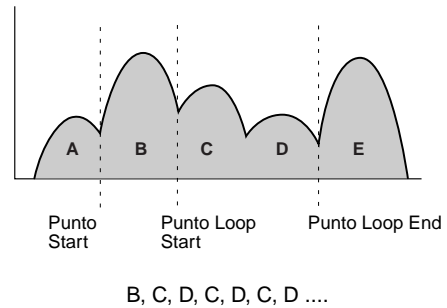 A B C D E
Punto Start
Punto Loop Start
Punto Loop End
B, C, D, C, D, C, D ....